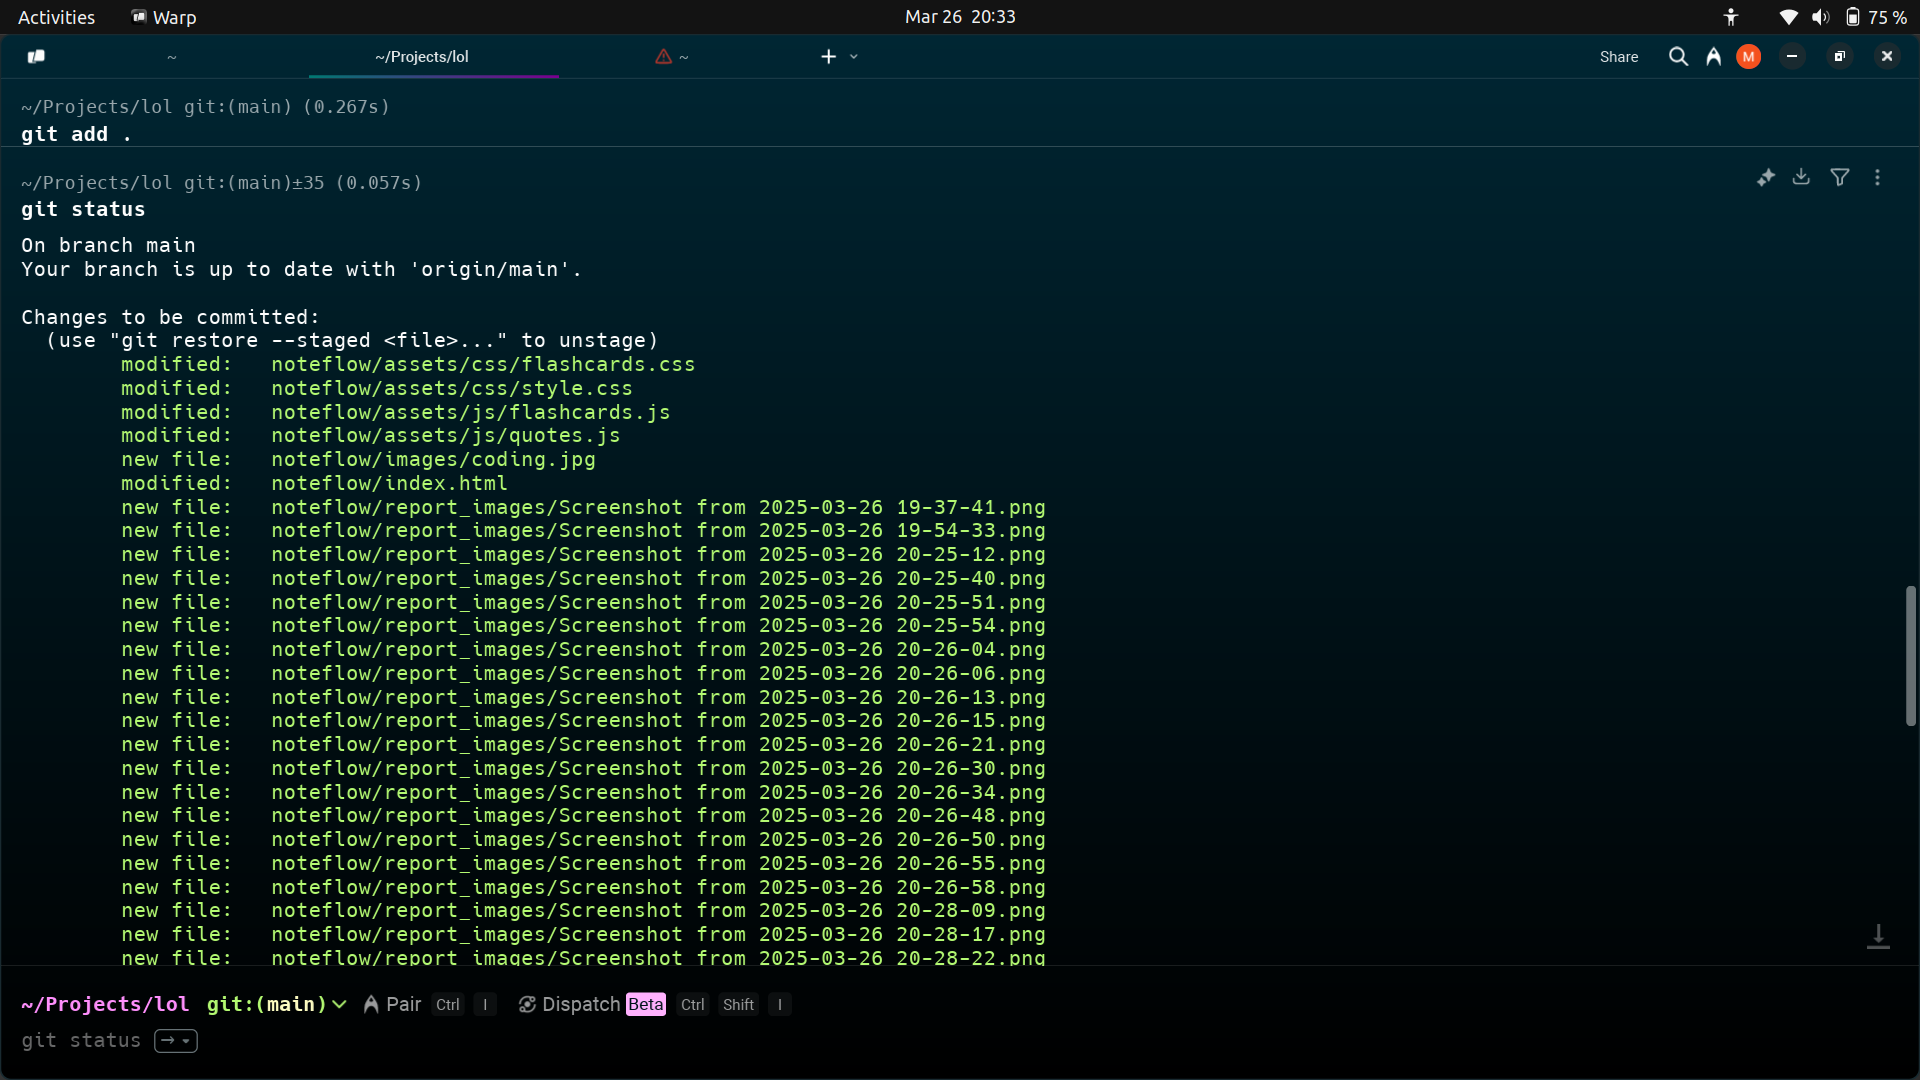 Activities Warp Mar 26 20:33 75 %
~ ~/Projects/lol ~ Share M
~/Projects/lol git:(main) (0.267s)
git add .
~/Projects/lol git:(main)±35 (0.057s)
git status
On branch main
Your branch is up to date with 'origin/main'.
Changes to be committed:
(use "git restore --staged <file>..." to unstage)
modified: noteflow/assets/css/flashcards.css
modified: noteflow/assets/css/style.css
modified: noteflow/assets/js/flashcards.js
modified: noteflow/assets/js/quotes.js
new file: noteflow/images/coding.jpg
modified: noteflow/index.html
new file: noteflow/report_images/Screenshot from 2025-03-26 19-37-41.png
new file: noteflow/report_images/Screenshot from 2025-03-26 19-54-33.png
new file: noteflow/report_images/Screenshot from 2025-03-26 20-25-12.png
new file: noteflow/report_images/Screenshot from 2025-03-26 20-25-40.png
new file: noteflow/report_images/Screenshot from 2025-03-26 20-25-51.png
new file: noteflow/report_images/Screenshot from 2025-03-26 20-25-54.png
new file: noteflow/report_images/Screenshot from 2025-03-26 20-26-04.png
new file: noteflow/report_images/Screenshot from 2025-03-26 20-26-06.png
new file: noteflow/report_images/Screenshot from 2025-03-26 20-26-13.png
new file: noteflow/report_images/Screenshot from 2025-03-26 20-26-15.png
new file: noteflow/report_images/Screenshot from 2025-03-26 20-26-21.png
new file: noteflow/report_images/Screenshot from 2025-03-26 20-26-30.png
new file: noteflow/report_images/Screenshot from 2025-03-26 20-26-34.png
new file: noteflow/report_images/Screenshot from 2025-03-26 20-26-48.png
new file: noteflow/report_images/Screenshot from 2025-03-26 20-26-50.png
new file: noteflow/report_images/Screenshot from 2025-03-26 20-26-55.png
new file: noteflow/report_images/Screenshot from 2025-03-26 20-26-58.png
new file: noteflow/report_images/Screenshot from 2025-03-26 20-28-09.png
new file: noteflow/report_images/Screenshot from 2025-03-26 20-28-17.png
new file: noteflow/report_images/Screenshot from 2025-03-26 20-28-22.png
~/Projects/lol git:(main) Pair Ctrl I Dispatch Beta Ctrl Shift I
git status